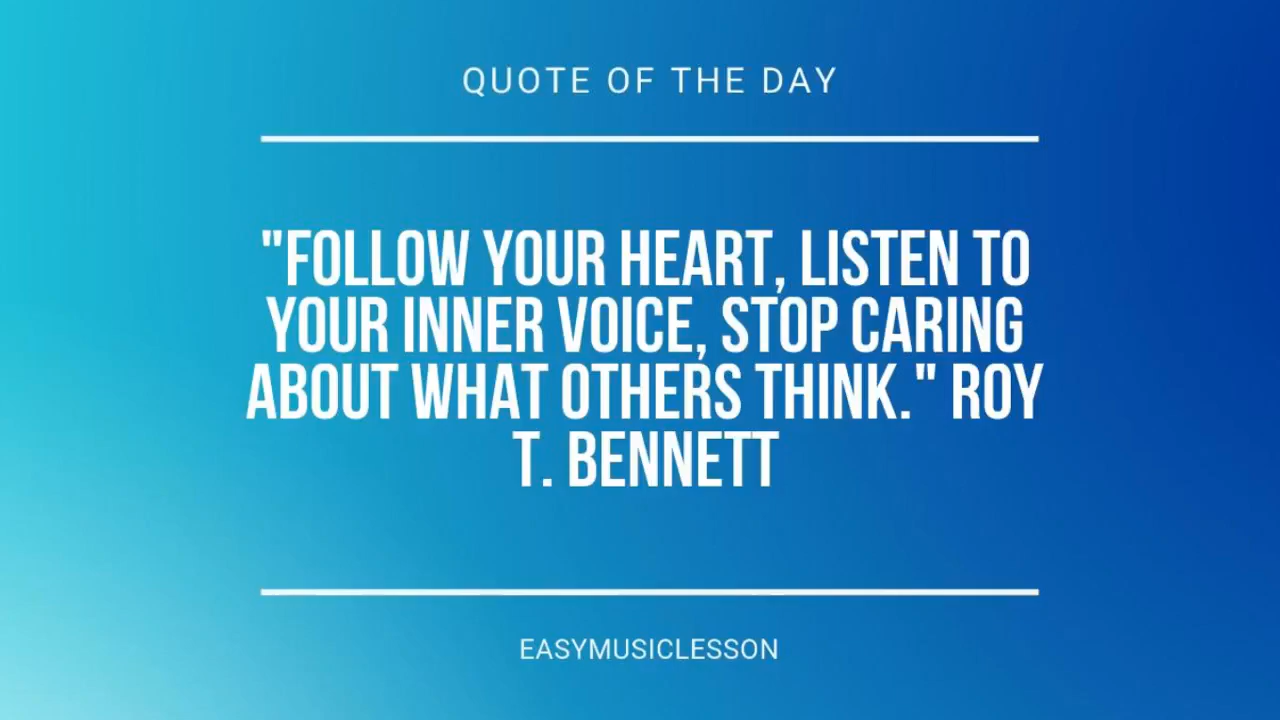 QUOTE OF THE DAY
"FOLLOW YOUR HEART, LISTEN TO
YOUR INNER VOICE, STOP CARING
ABOUT WHAT OTHERS THINK." ROY
T. BENNETT
EASYMUSICLESSON